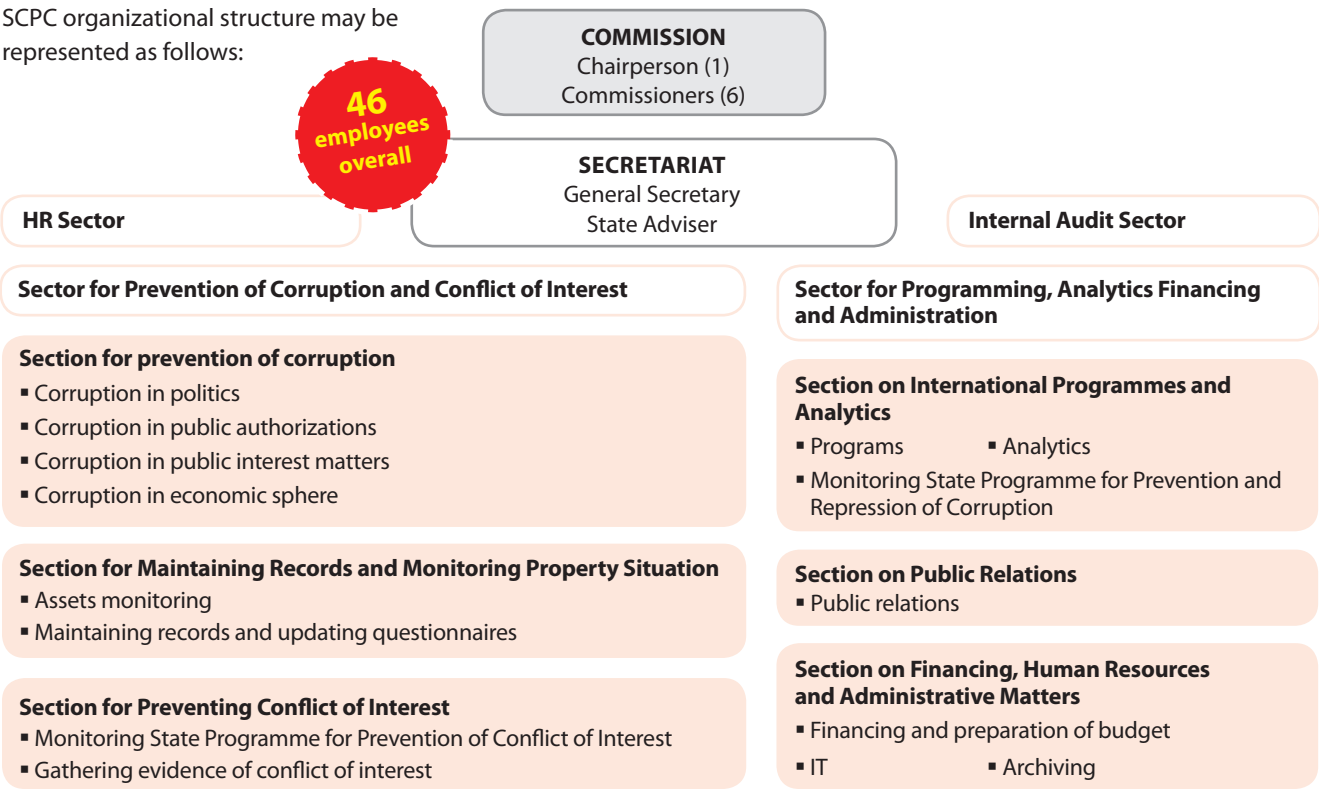 SCPC organizational structure may be
represented as follows:
COMMISSION
Chairperson (1)
Commissioners (6)
46
employees
overall
SECRETARIAT
General Secretary
State Adviser
HR Sector
Internal Audit Sector
Sector for Prevention of Corruption and Conflict of Interest
Section for prevention of corruption
▪ Corruption in politics
▪ Corruption in public authorizations
▪ Corruption in public interest matters
▪ Corruption in economic sphere
Section for Maintaining Records and Monitoring Property Situation
▪ Assets monitoring
▪ Maintaining records and updating questionnaires
Section for Preventing Conflict of Interest
▪ Monitoring State Programme for Prevention of Conflict of Interest
▪ Gathering evidence of conflict of interest
Sector for Programming, Analytics Financing
and Administration
Section on International Programmes and
Analytics
▪ Programs ▪ Analytics
▪ Monitoring State Programme for Prevention and
Repression of Corruption
Section on Public Relations
▪ Public relations
Section on Financing, Human Resources
and Administrative Matters
▪ Financing and preparation of budget
▪ IT ▪ Archiving